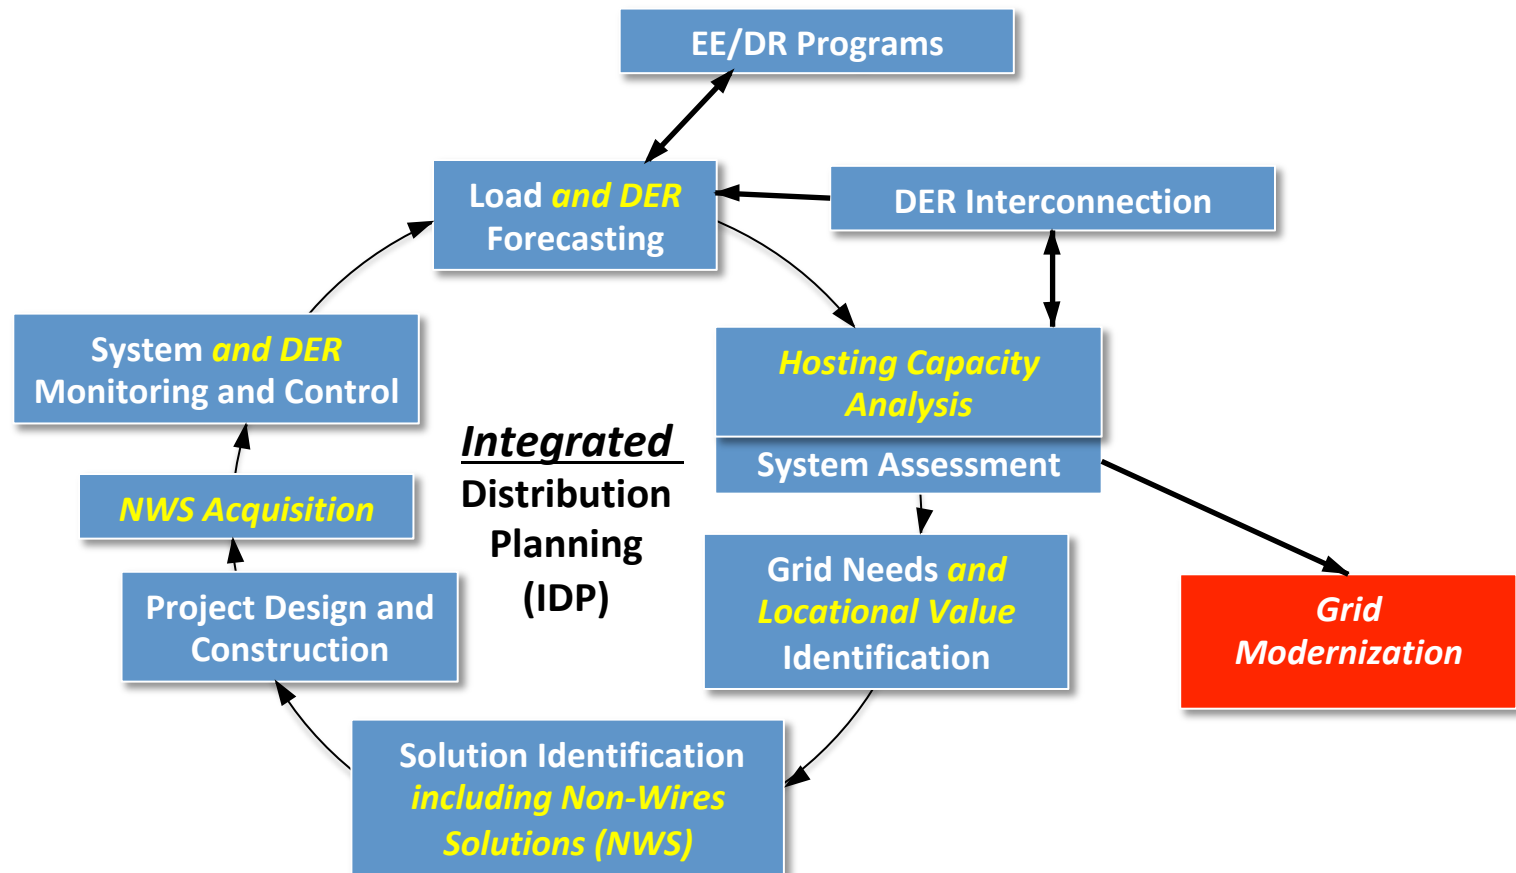 EE/DR Programs
Load and DER
Forecasting
DER Interconnection
System and DER
Monitoring and Control
Hosting Capacity
Analysis
System Assessment
Integrated
Distribution
Planning
(IDP)
NWS Acquisition
Grid Needs and
Locational Value
Identification
Project Design and
Construction
Grid
Modernization
Solution Identification
including Non-Wires
Solutions (NWS)